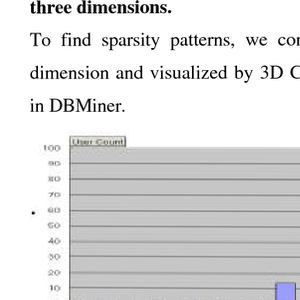 three dimensions.
To find sparsity patterns, we con
dimension and visualized by 3D C
in DBMiner.
User Count
100
90
80
70
60
50
40
30
20
10